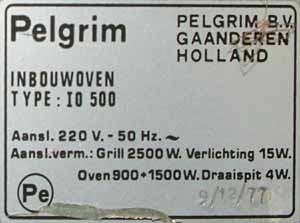 Pelgrim
PELGRIM B.V.
GAANDEREN
HOLLAND
INBOUWOVEN
TYPE : IO 500
Aansl. 220 V. - 50 Hz. ~
Aansl.verm.: Grill 2500 W. Verlichting 15W.
Oven 900+1500W. Draaispit 4W.
Pe
9/12/77